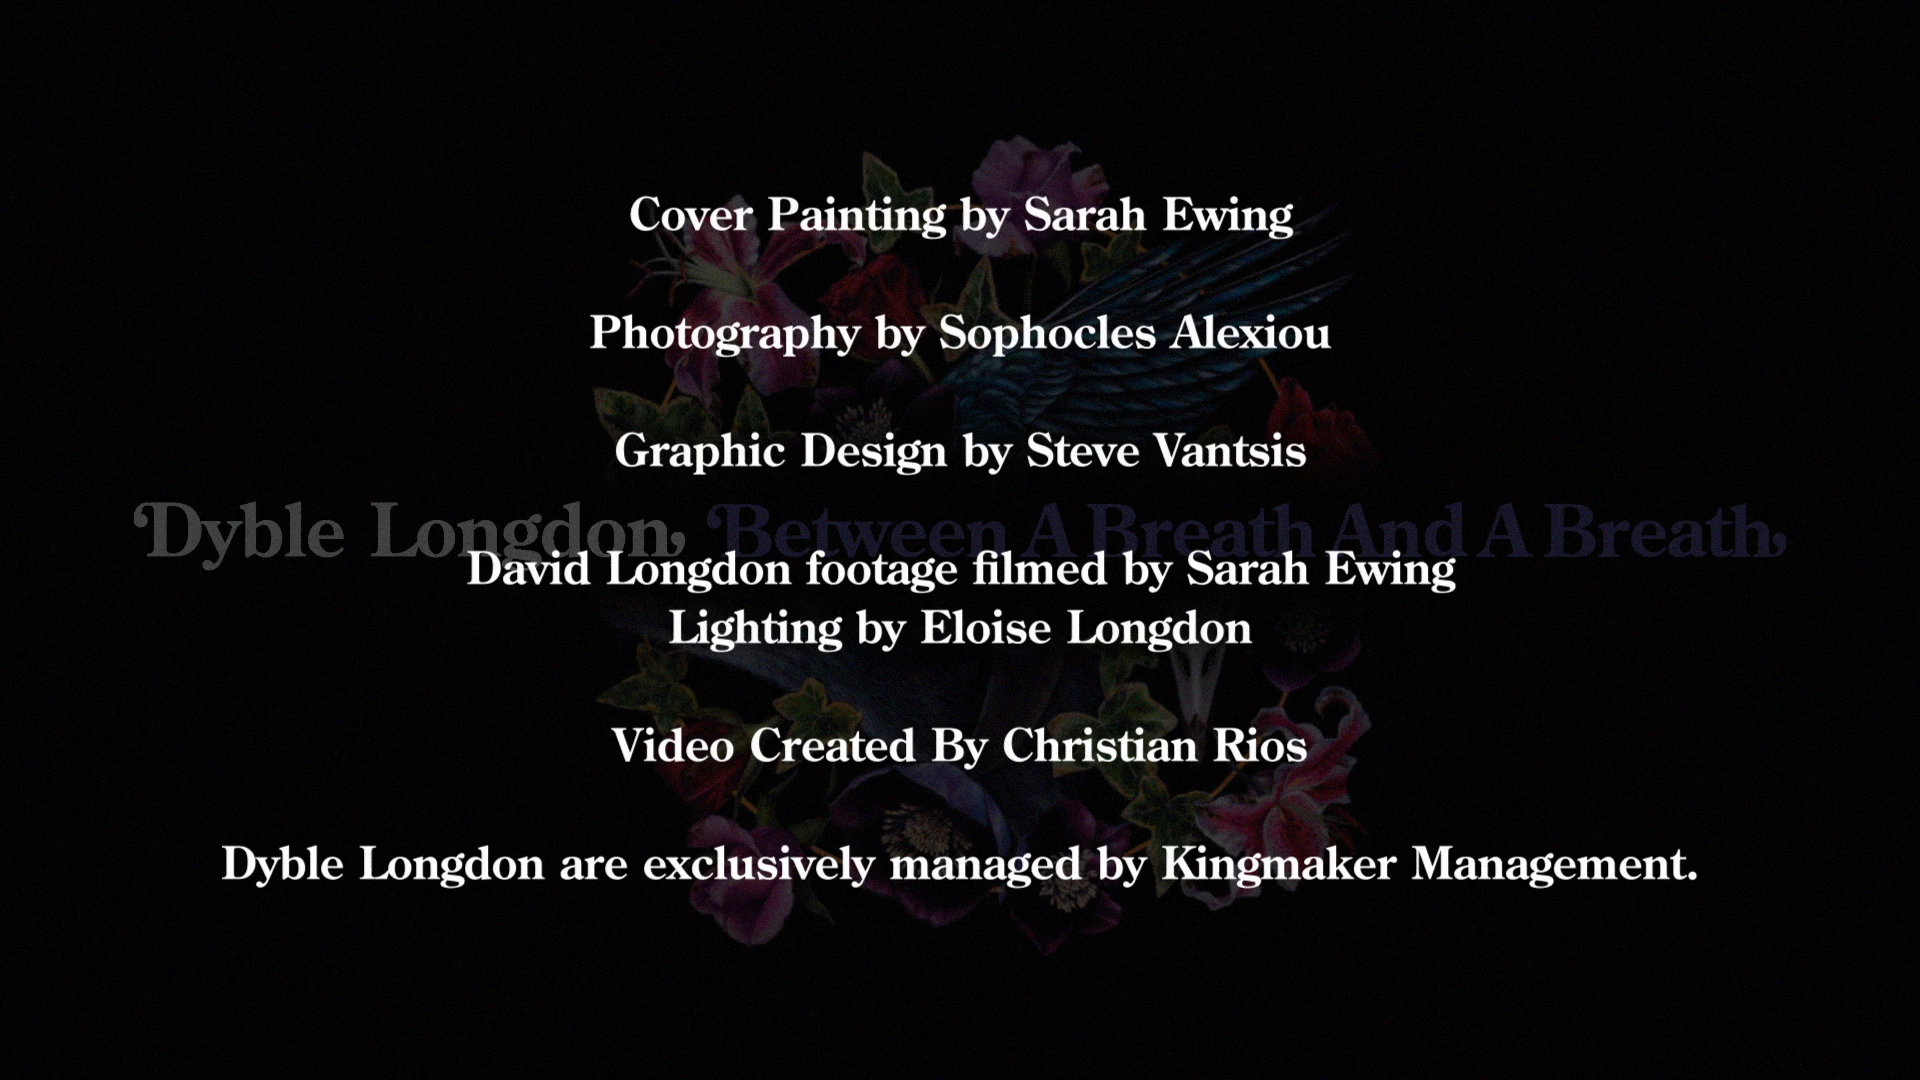 Cover Painting by Sarah Ewing
Photography by Sophocles Alexiou
Graphic Design by Steve Vantsis
Dyble Longdon, Between A Breath And A Breath,
David Longdon footage filmed by Sarah Ewing
Lighting by Eloise Longdon
Video Created By Christian Rios
Dyble Longdon are exclusively managed by Kingmaker Management.